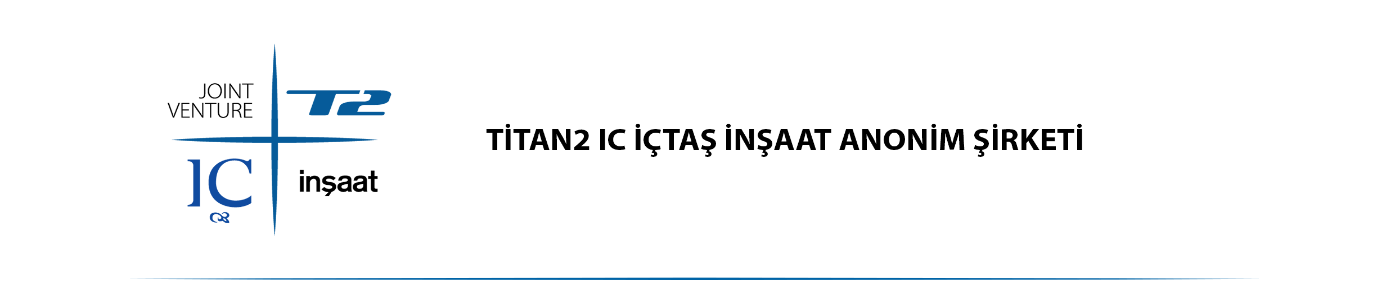 JOINT
VENTURE
T2
IC
inşaat
TİTAN2 IC İÇTAŞ İNŞAAT ANONİM ŞİRKETİ